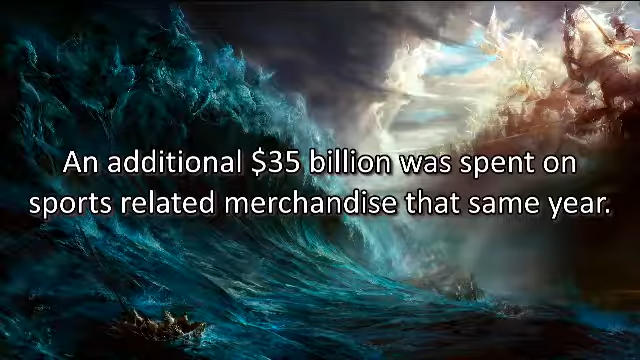 An additional $35 billion was spent on
sports related merchandise that same year.